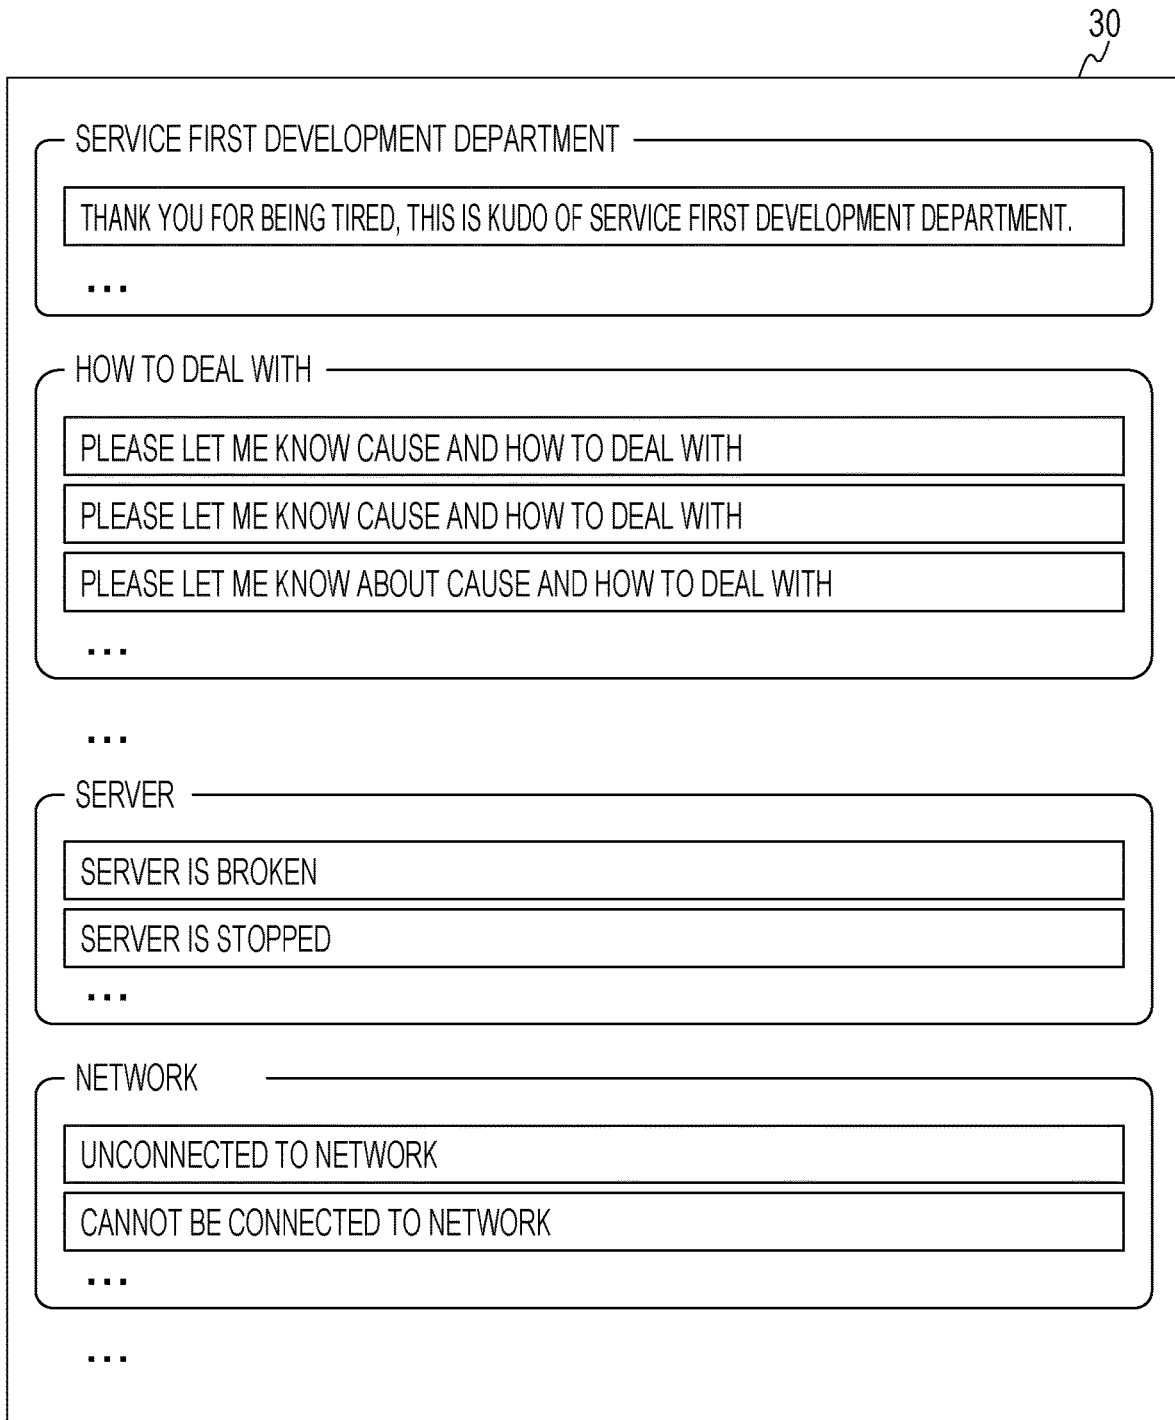 30
SERVICE FIRST DEVELOPMENT DEPARTMENT
THANK YOU FOR BEING TIRED, THIS IS KUDO OF SERVICE FIRST DEVELOPMENT DEPARTMENT.
...
HOW TO DEAL WITH
PLEASE LET ME KNOW CAUSE AND HOW TO DEAL WITH
PLEASE LET ME KNOW CAUSE AND HOW TO DEAL WITH
PLEASE LET ME KNOW ABOUT CAUSE AND HOW TO DEAL WITH
...
...
SERVER
SERVER IS BROKEN
SERVER IS STOPPED
...
NETWORK
UNCONNECTED TO NETWORK
CANNOT BE CONNECTED TO NETWORK
...
...